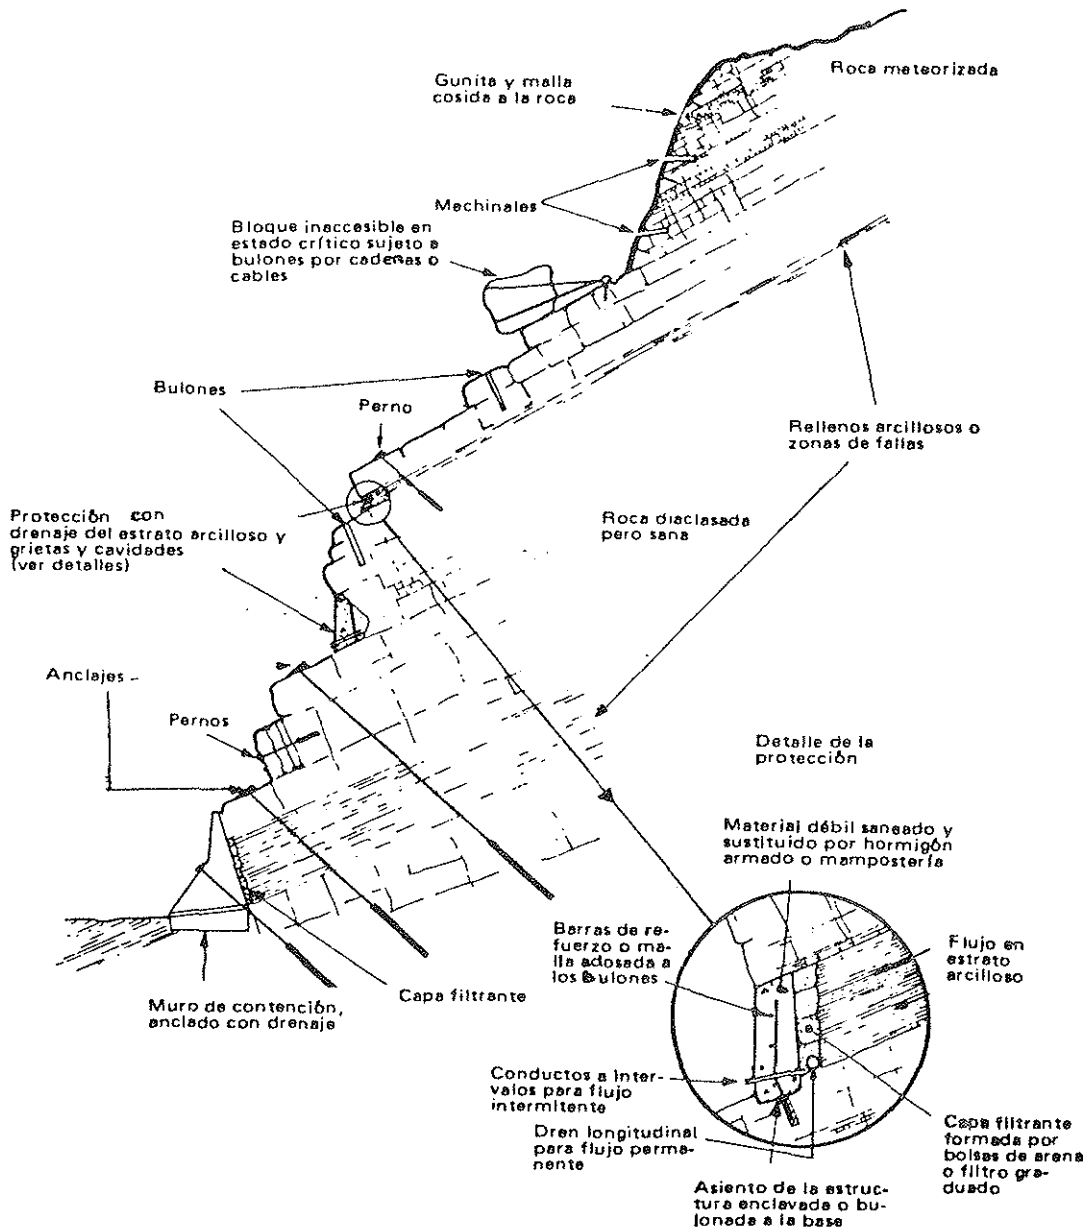 Roca meteorizada
Gunita y malla
cosida a la roca
Mechinales
Bloque inaccesible en
estado crítico sujeto a
bulones por cadenas o
cables
Bulones
Perno
Rellenos arcillosos o
zonas de fallas
Protección con
drenaje del estrato arcilloso y
grietas y cavidades
(ver detalles)
Roca diaclasada
pero sana
Anclajes -
Pernos
Detalle de la
protección
Material débil saneado y
sustituido por hormigón
armado o mampostería
Barras de re-
fuerzo o ma-
lla adosada a
los bulones
Flujo en
estrato
arcilloso
Muro de contención,
anclado con drenaje
Capa filtrante
Conductos a inter-
valos para flujo
intermitente
Dren longitudinal
para flujo perma-
nente
Asiento de la estruc-
tura enclavada o bu-
lonada a la base
Capa filtrante
formada por
bolsas de arena
o filtro gra-
duado